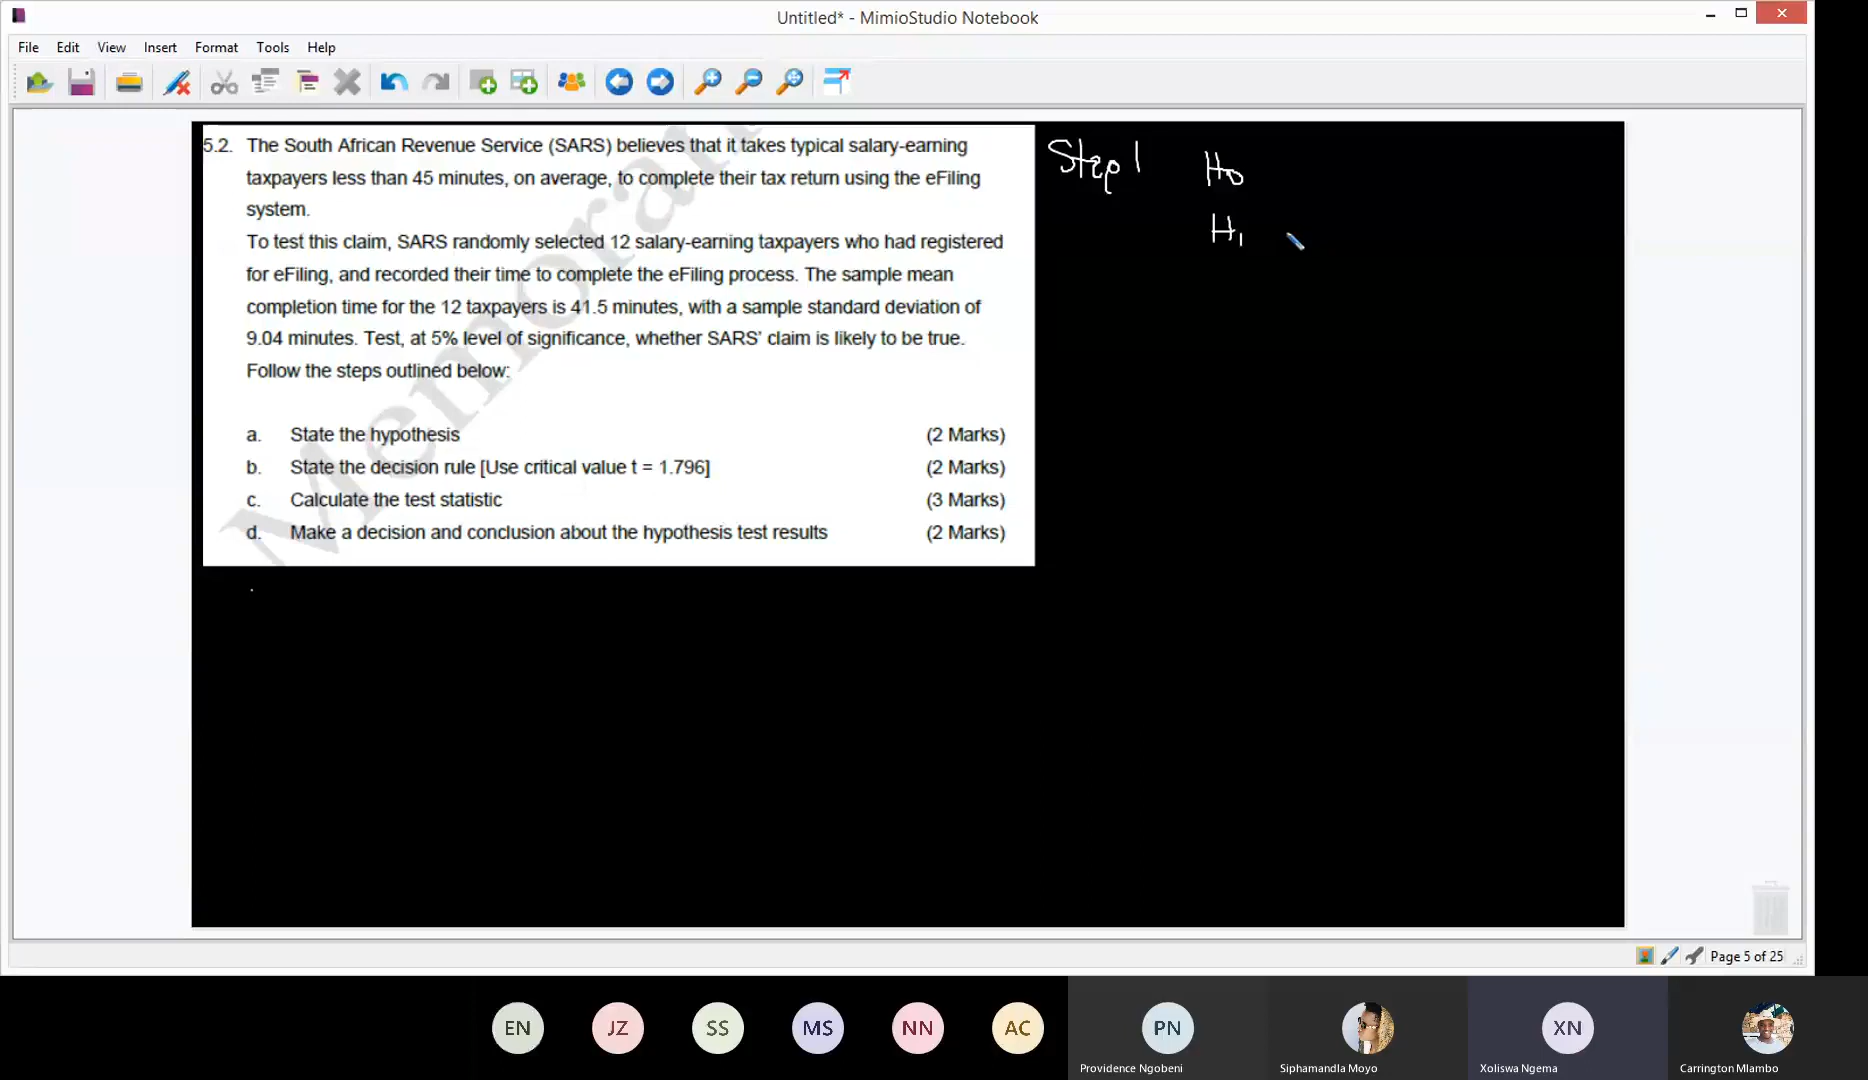 Untitled* - MimioStudio Notebook
File Edit View Insert Format Tools Help
5.2. The South African Revenue Service (SARS) believes that it takes typical salary-earning
taxpayers less than 45 minutes, on average, to complete their tax return using the eFiling
system.
To test this claim, SARS randomly selected 12 salary-earning taxpayers who had registered
for eFiling, and recorded their time to complete the eFiling process. The sample mean
completion time for the 12 taxpayers is 41.5 minutes, with a sample standard deviation of
9.04 minutes. Test, at 5% level of significance, whether SARS' claim is likely to be true.
Follow the steps outlined below:
a. State the hypothesis (2 Marks)
b. State the decision rule [Use critical value t = 1.796] (2 Marks)
c. Calculate the test statistic (3 Marks)
d. Make a decision and conclusion about the hypothesis test results (2 Marks)
Step 1 H0
H1
Page 5 of 25
EN JZ SS MS NN AC PN XN
Providence Ngobeni Siphamandla Moyo Xoliswa Ngema Carrington Mlambo